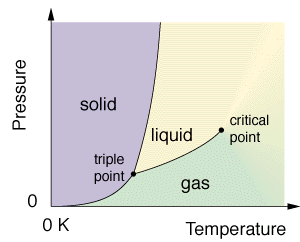 Pressure
solid
liquid
critical
point
triple
point
gas
0
0 K
Temperature